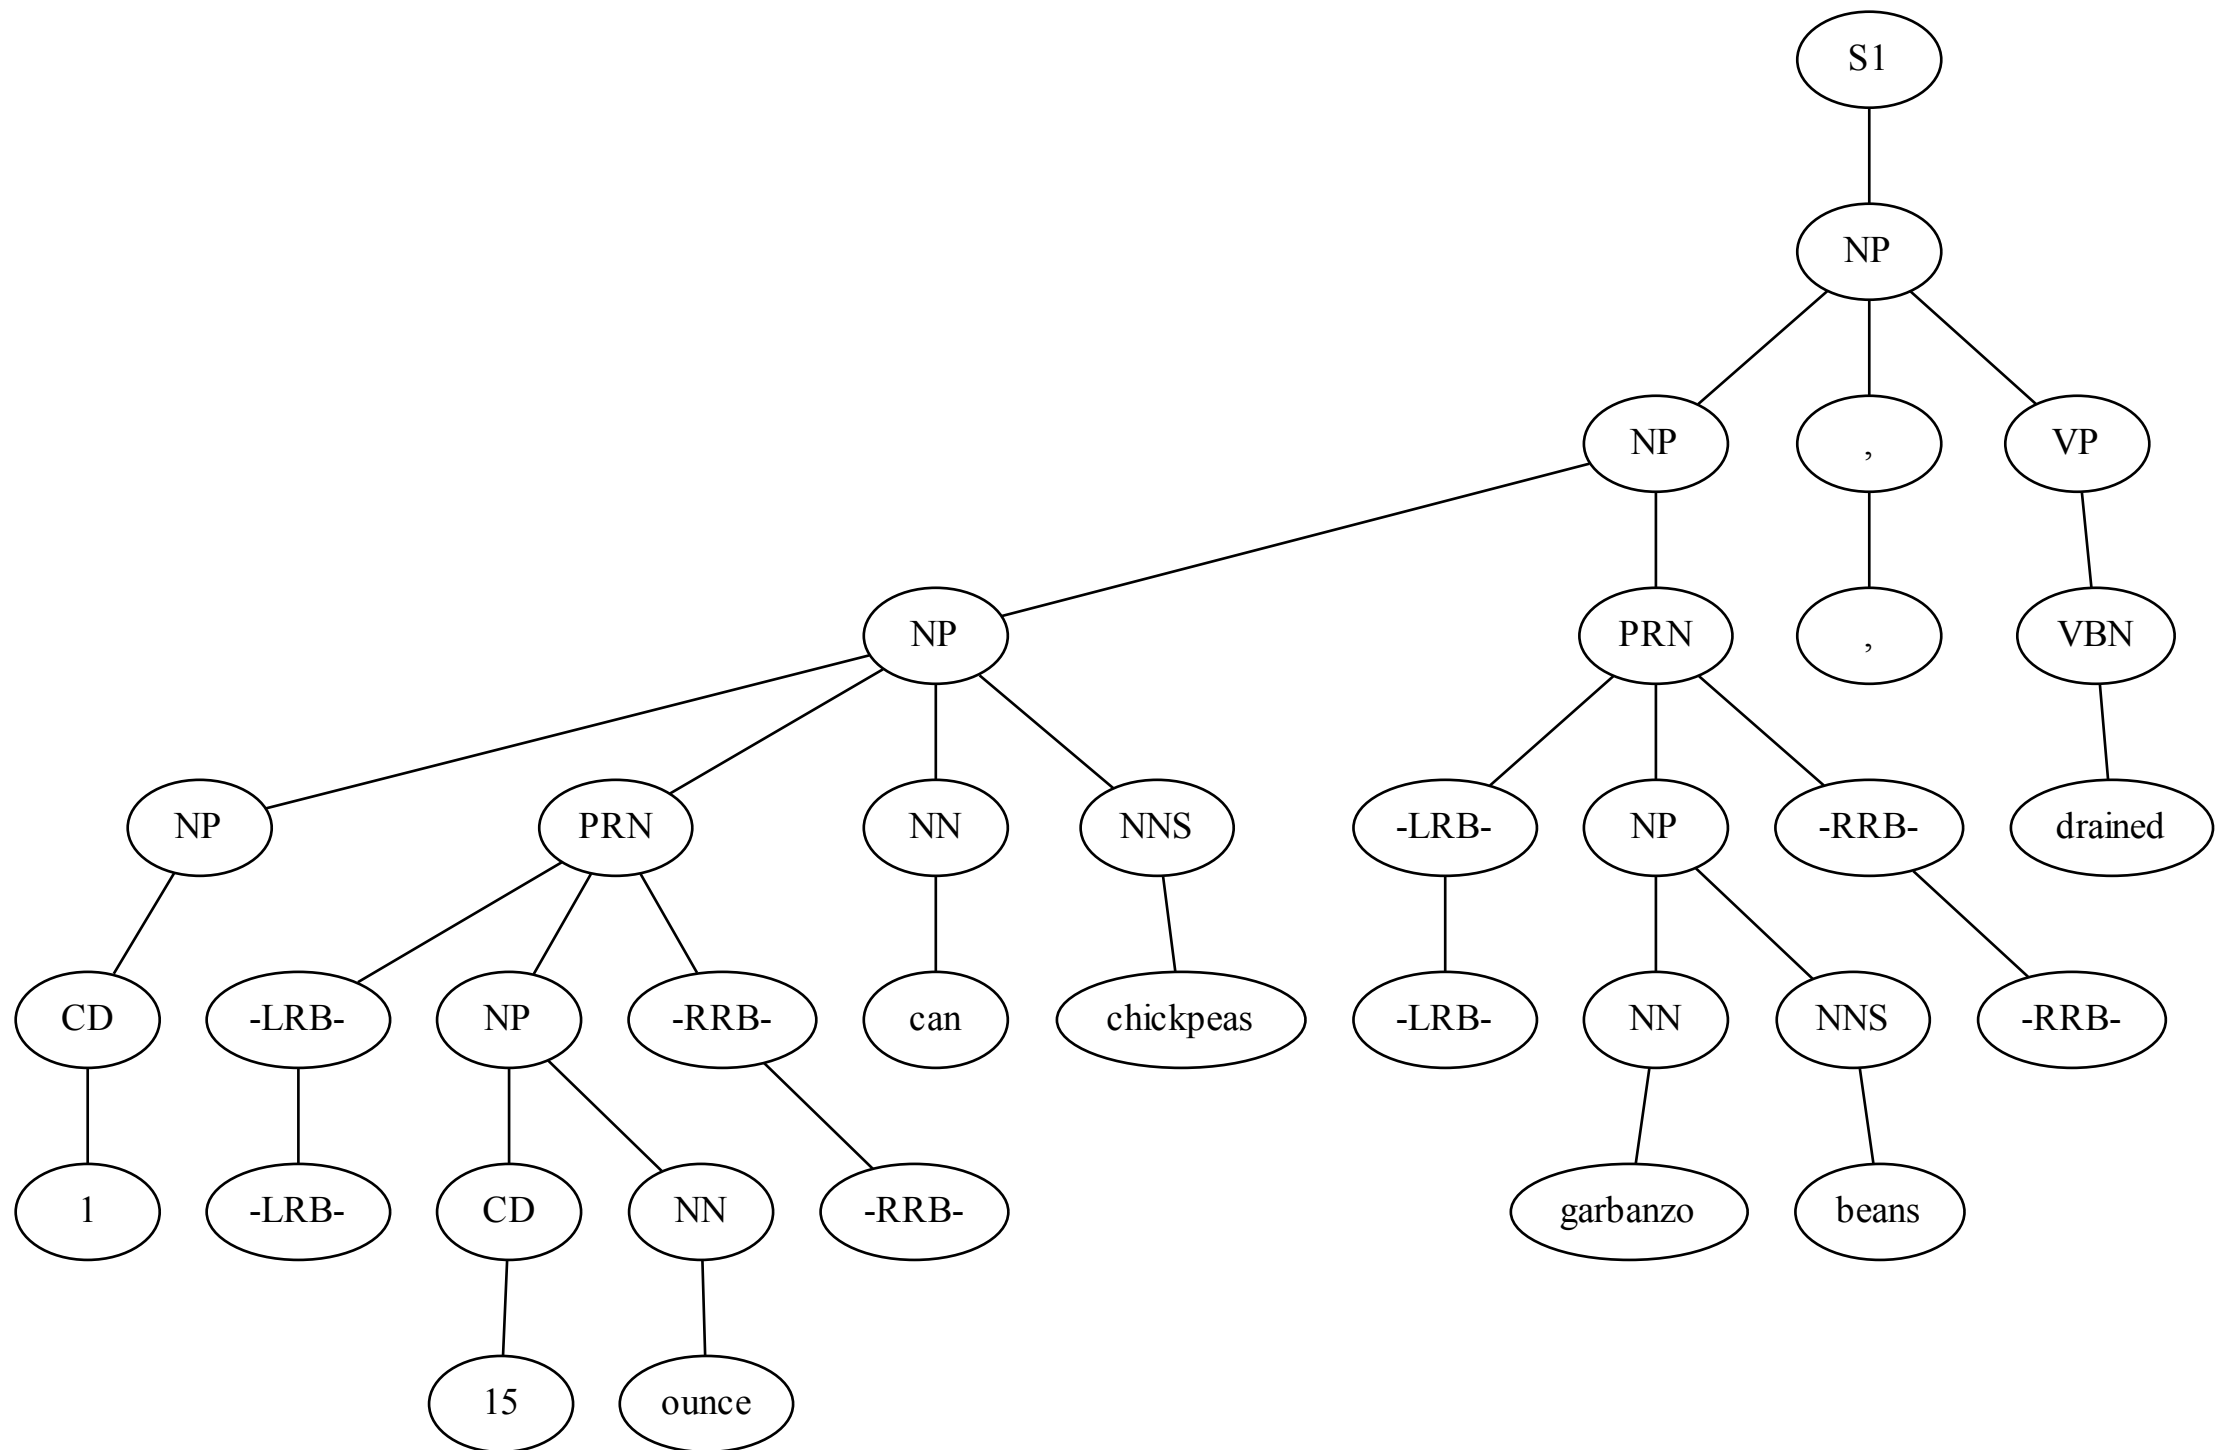 S1
NP
NP , VP
NP PRN , VBN
NP PRN NN NNS -LRB- NP -RRB- drained
CD -LRB- NP -RRB- can chickpeas -LRB- NN NNS -RRB-
1 -LRB- CD NN -RRB- garbanzo beans
15 ounce